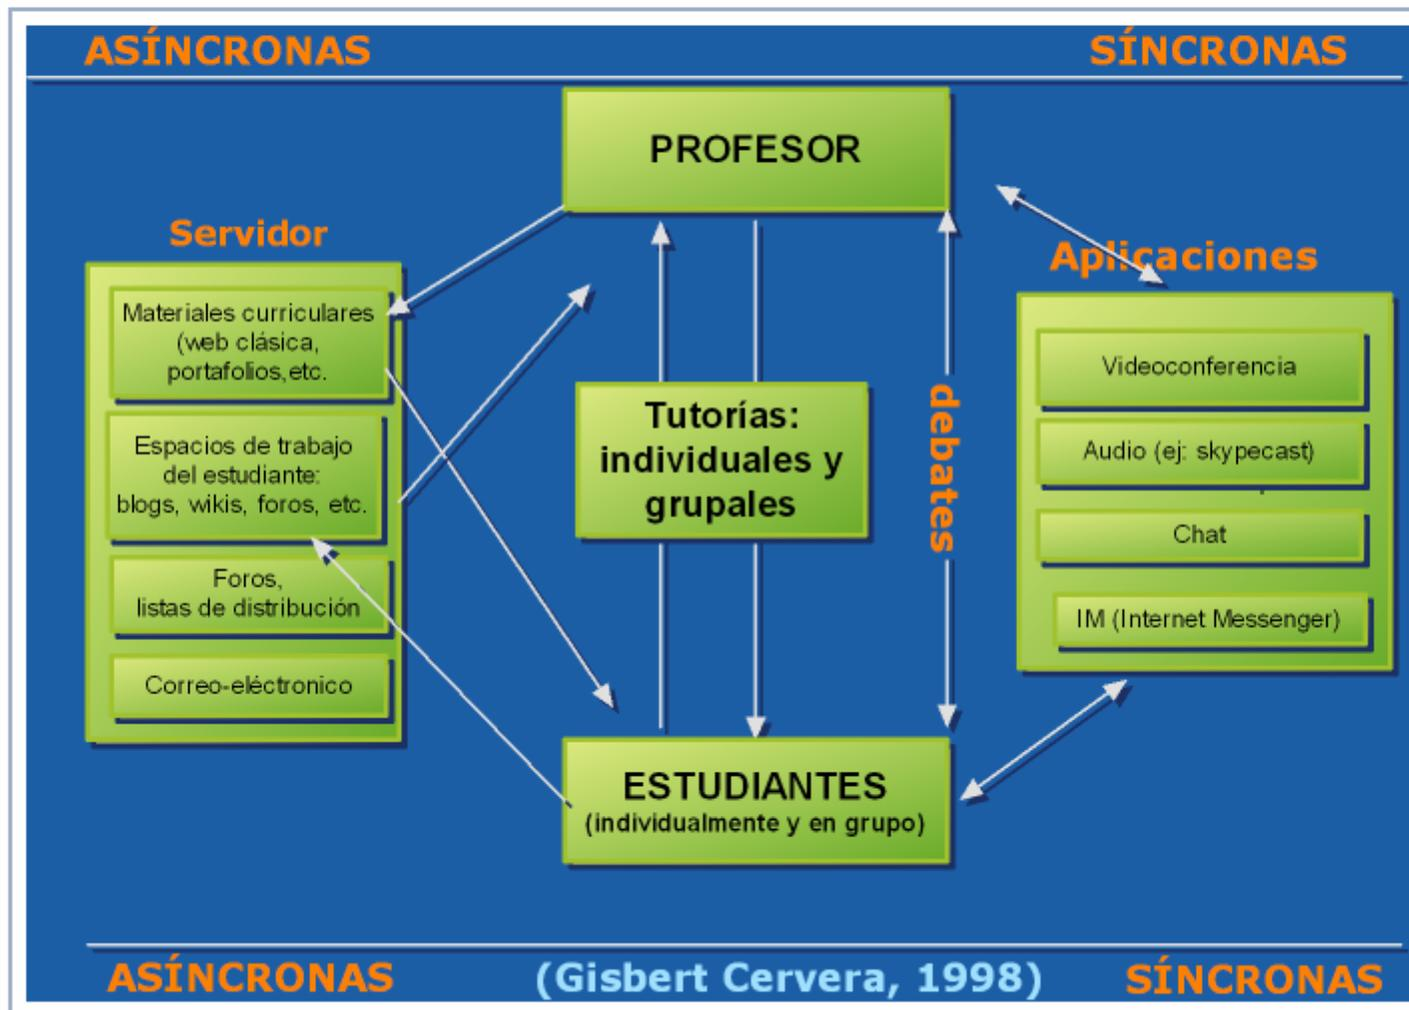 ASÍNCRONAS
SÍNCRONAS
PROFESOR
Servidor
Materiales curriculares
(web clásica,
portafolios,etc.
Espacios de trabajo
del estudiante:
blogs, wikis, foros, etc.
Foros,
listas de distribución
Correo-eléctronico
Tutorías:
individuales y
grupales
debates
Aplicaciones
Videoconferencia
Audio (ej: skypecast)
Chat
IM (Internet Messenger)
ESTUDIANTES
(individualmente y en grupo)
ASÍNCRONAS
(Gisbert Cervera, 1998)
SÍNCRONAS